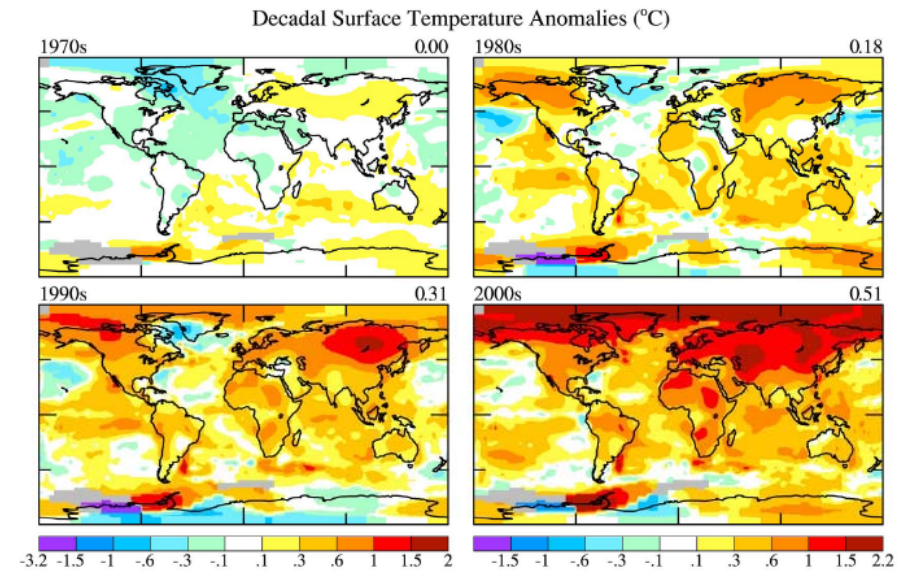 Decadal Surface Temperature Anomalies (°C)
1970s 0.00
1980s 0.18
1990s 0.31
2000s 0.51
-3.2 -1.5 -1 -.6 -.3 -.1 .1 .3 .6 1 1.5 2
-1.5 -1 -.6 -.3 -.1 .1 .3 .6 1 1.5 2.2